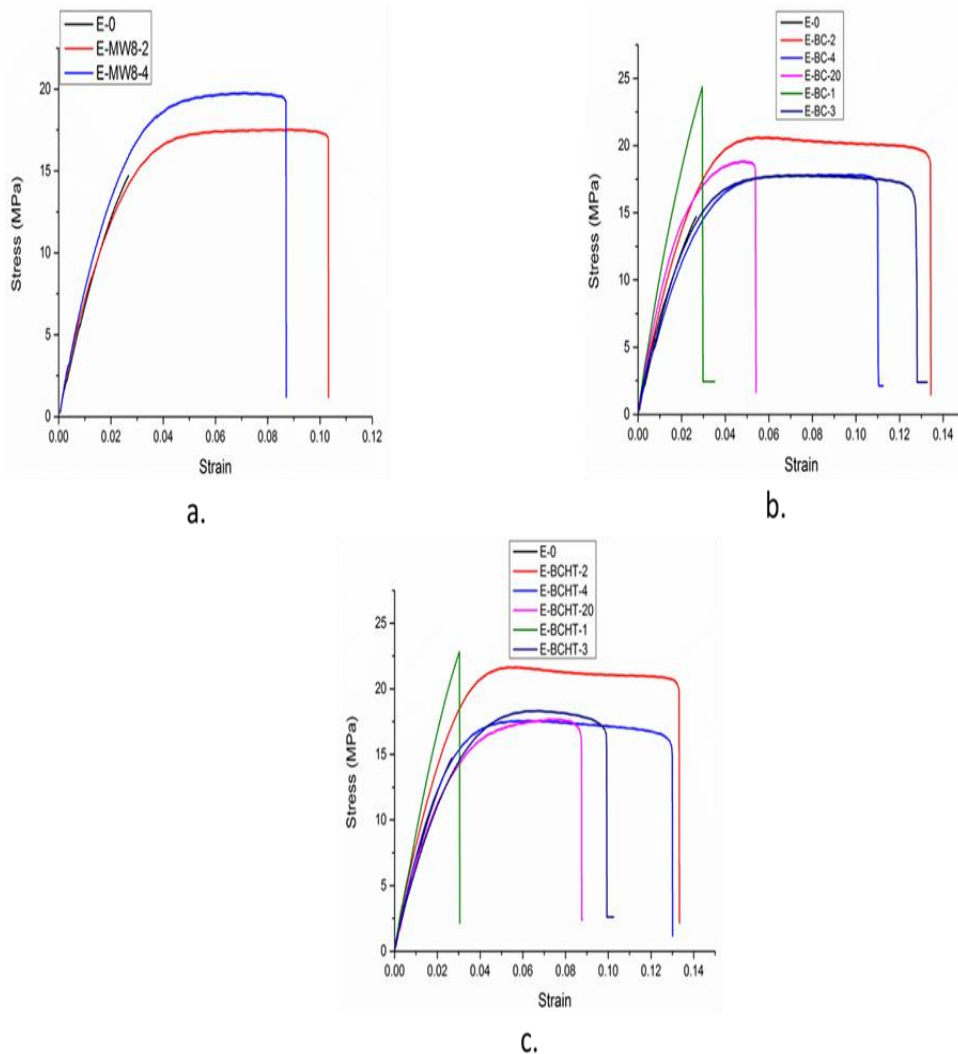 E-0
E-MW8-2
E-MW8-4
20
15
10
5
0
0.00 0.02 0.04 0.06 0.08 0.10 0.12
Stress (MPa)
Strain
a.
E-0
E-BC-2
E-BC-4
E-BC-20
E-BC-1
E-BC-3
25
20
15
10
5
0
0.00 0.02 0.04 0.06 0.08 0.10 0.12 0.14
Stress (MPa)
Strain
b.
E-0
E-BCHT-2
E-BCHT-4
E-BCHT-20
E-BCHT-1
E-BCHT-3
25
20
15
10
5
0
0.00 0.02 0.04 0.06 0.08 0.10 0.12 0.14
Stress (MPa)
Strain
c.